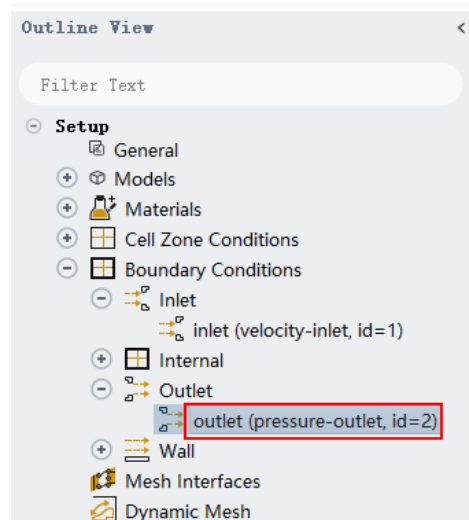 Outline View
Filter Text
Setup
General
Models
Materials
Cell Zone Conditions
Boundary Conditions
Inlet
inlet (velocity-inlet, id=1)
Internal
Outlet
outlet (pressure-outlet, id=2)
Wall
Mesh Interfaces
Dynamic Mesh